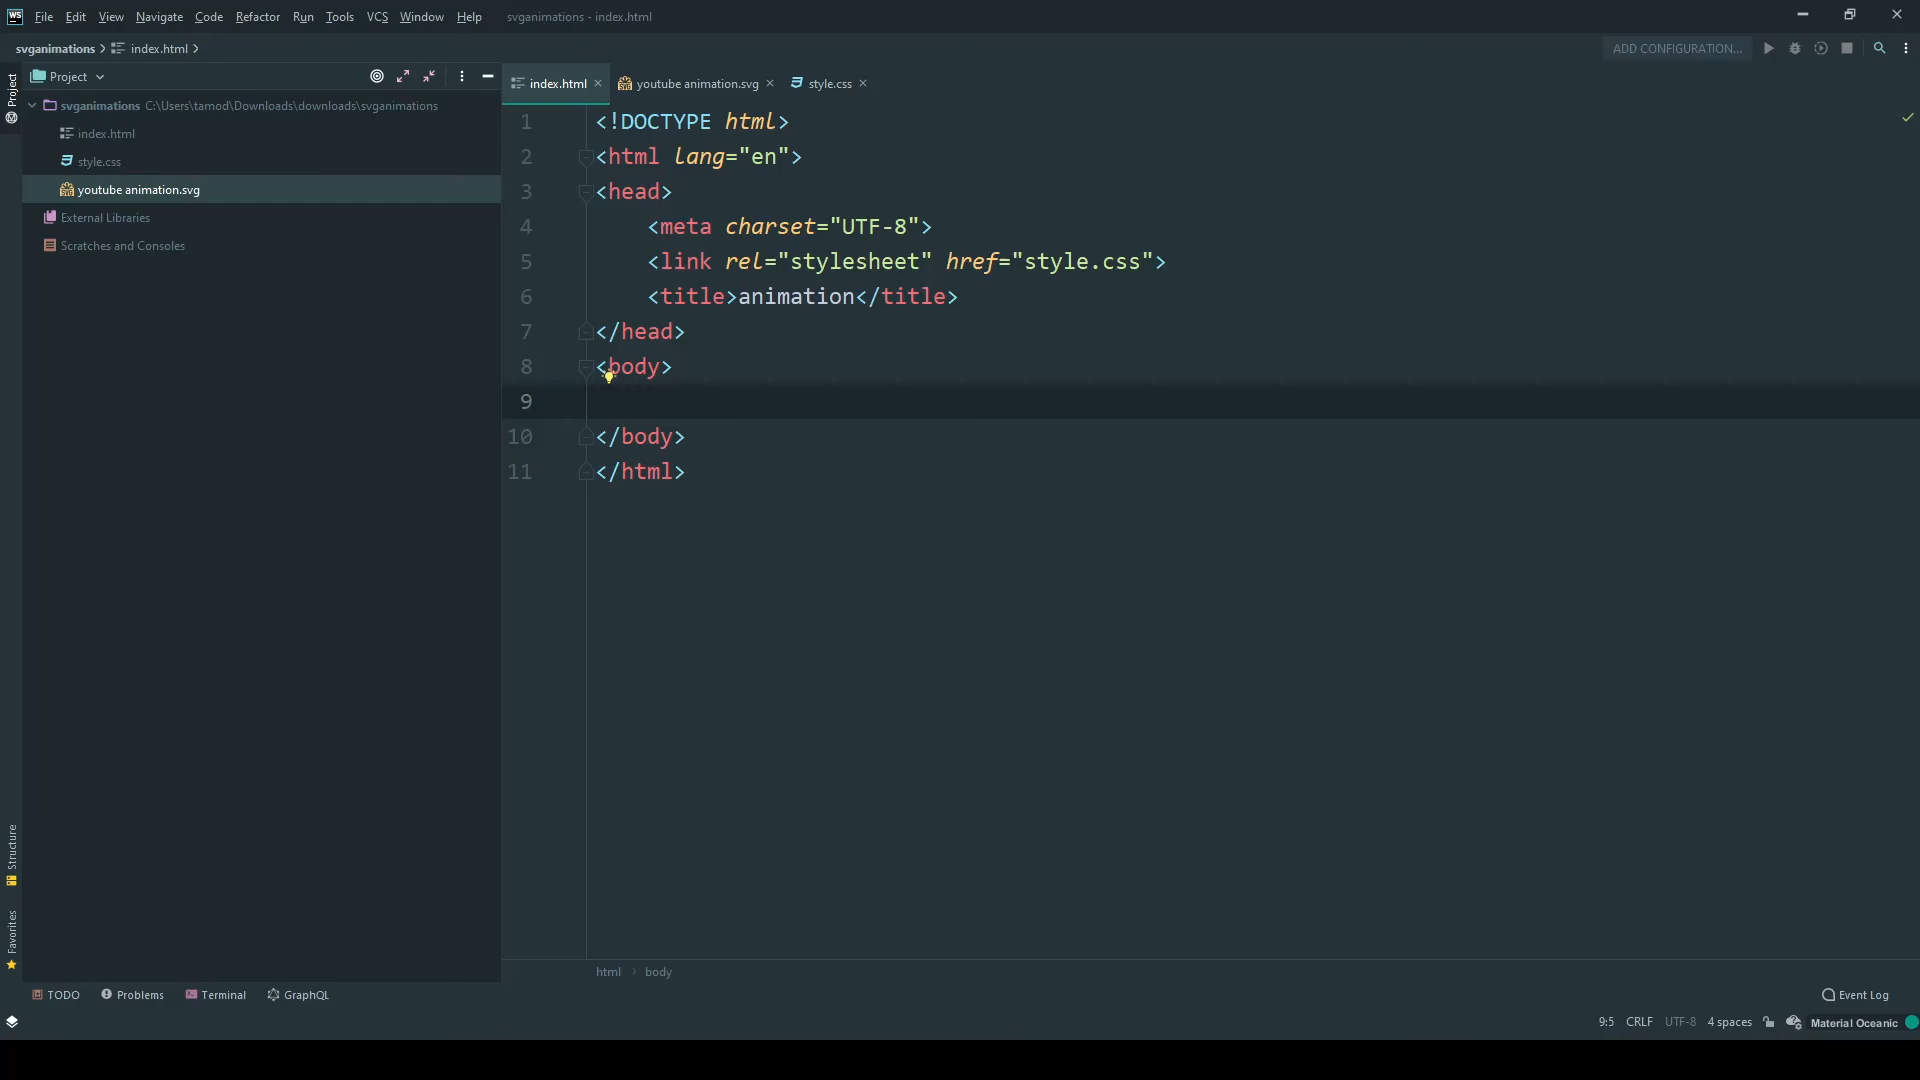 WS File Edit View Navigate Code Refactor Run Tools VCS Window Help svganimations - index.html
svganimations index.html ADD CONFIGURATION...
Project
Project
index.html youtube animation.svg style.css
svganimations C:\Users\tamod\Downloads\downloads\svganimations
index.html
style.css
youtube animation.svg
External Libraries
Scratches and Consoles
1 <!DOCTYPE html>
2 <html lang="en">
3 <head>
4 <meta charset="UTF-8">
5 <link rel="stylesheet" href="style.css">
6 <title>animation</title>
7 </head>
8 <body>
9
10 </body>
11 </html>
Structure
Favorites
html › body
TODO Problems Terminal GraphQL Event Log
9:5 CRLF UTF-8 4 spaces Material Oceanic